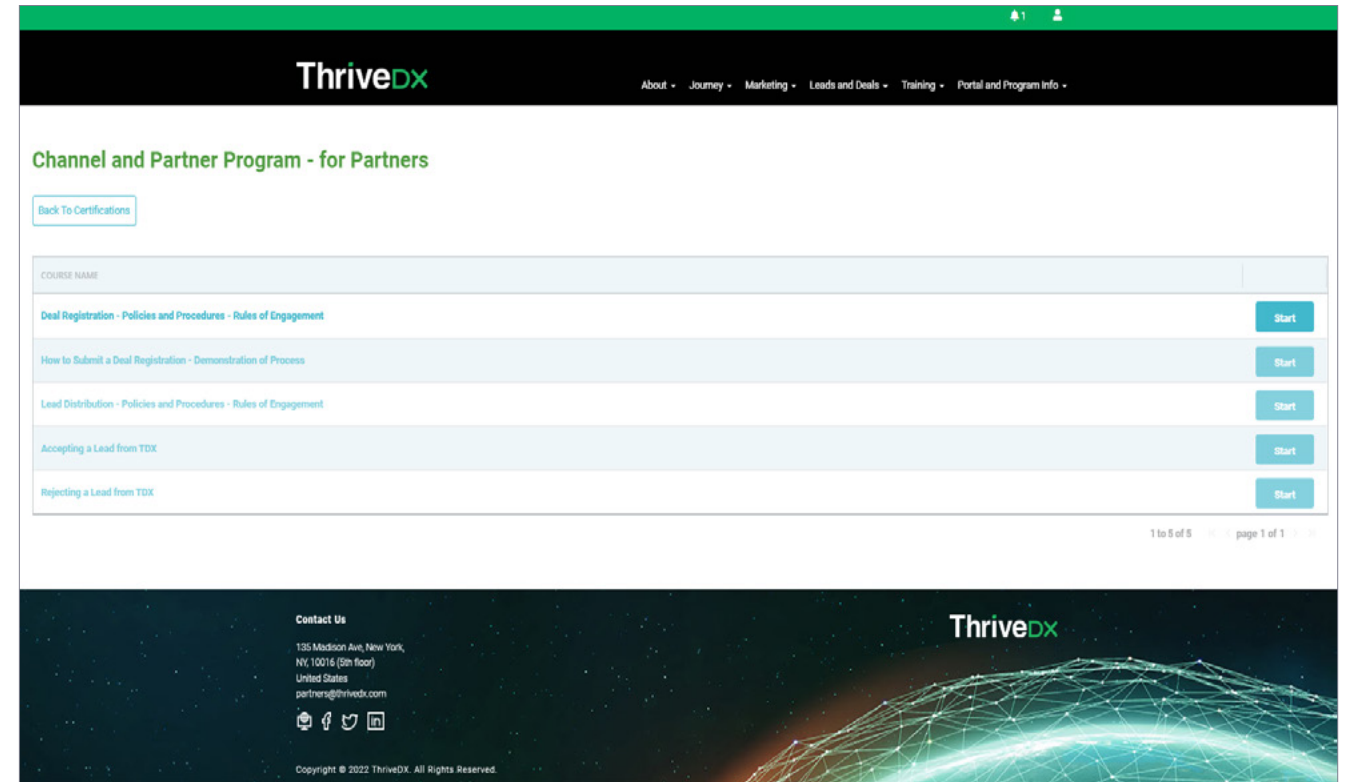 1
ThriveDX
About Journey Marketing Leads and Deals Training Portal and Program Info
Channel and Partner Program - for Partners
Back To Certifications
COURSE NAME
Deal Registration - Policies and Procedures - Rules of Engagement Start
How to Submit a Deal Registration - Demonstration of Process Start
Lead Distribution - Policies and Procedures - Rules of Engagement Start
Accepting a Lead from TDX Start
Rejecting a Lead from TDX Start
1 to 5 of 5 page 1 of 1
Contact Us
ThriveDX
135 Madison Ave, New York,
NY, 10016 (5th floor)
United States
partners@thrivedx.com
Copyright © 2022 ThriveDX. All Rights Reserved.